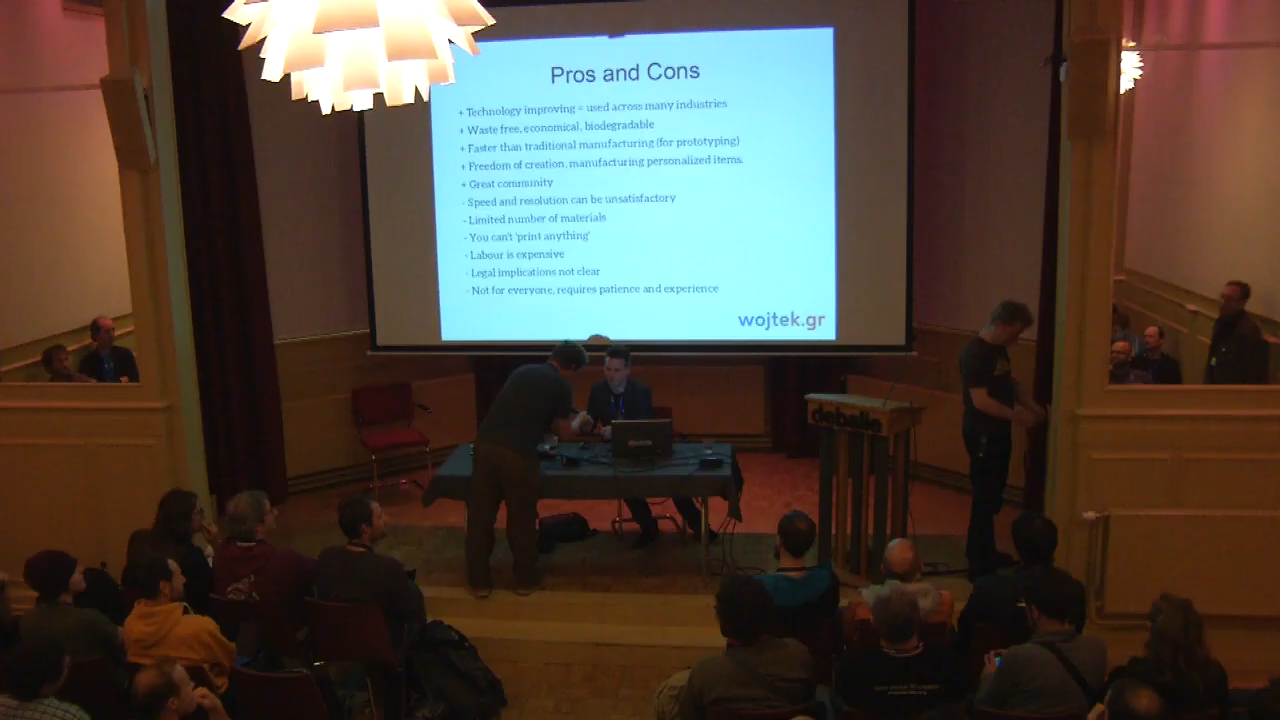 Pros and Cons
+ Technology improving = used across many industries
+ Waste free, economical, biodegradable
+ Faster than traditional manufacturing (for prototyping)
+ Freedom of creation, manufacturing personalized items.
+ Great community
- Speed and resolution can be unsatisfactory
- Limited number of materials
- You can't 'print anything'
- Labour is expensive
- Legal implications not clear
- Not for everyone, requires patience and experience
wojtek.gr
debalie